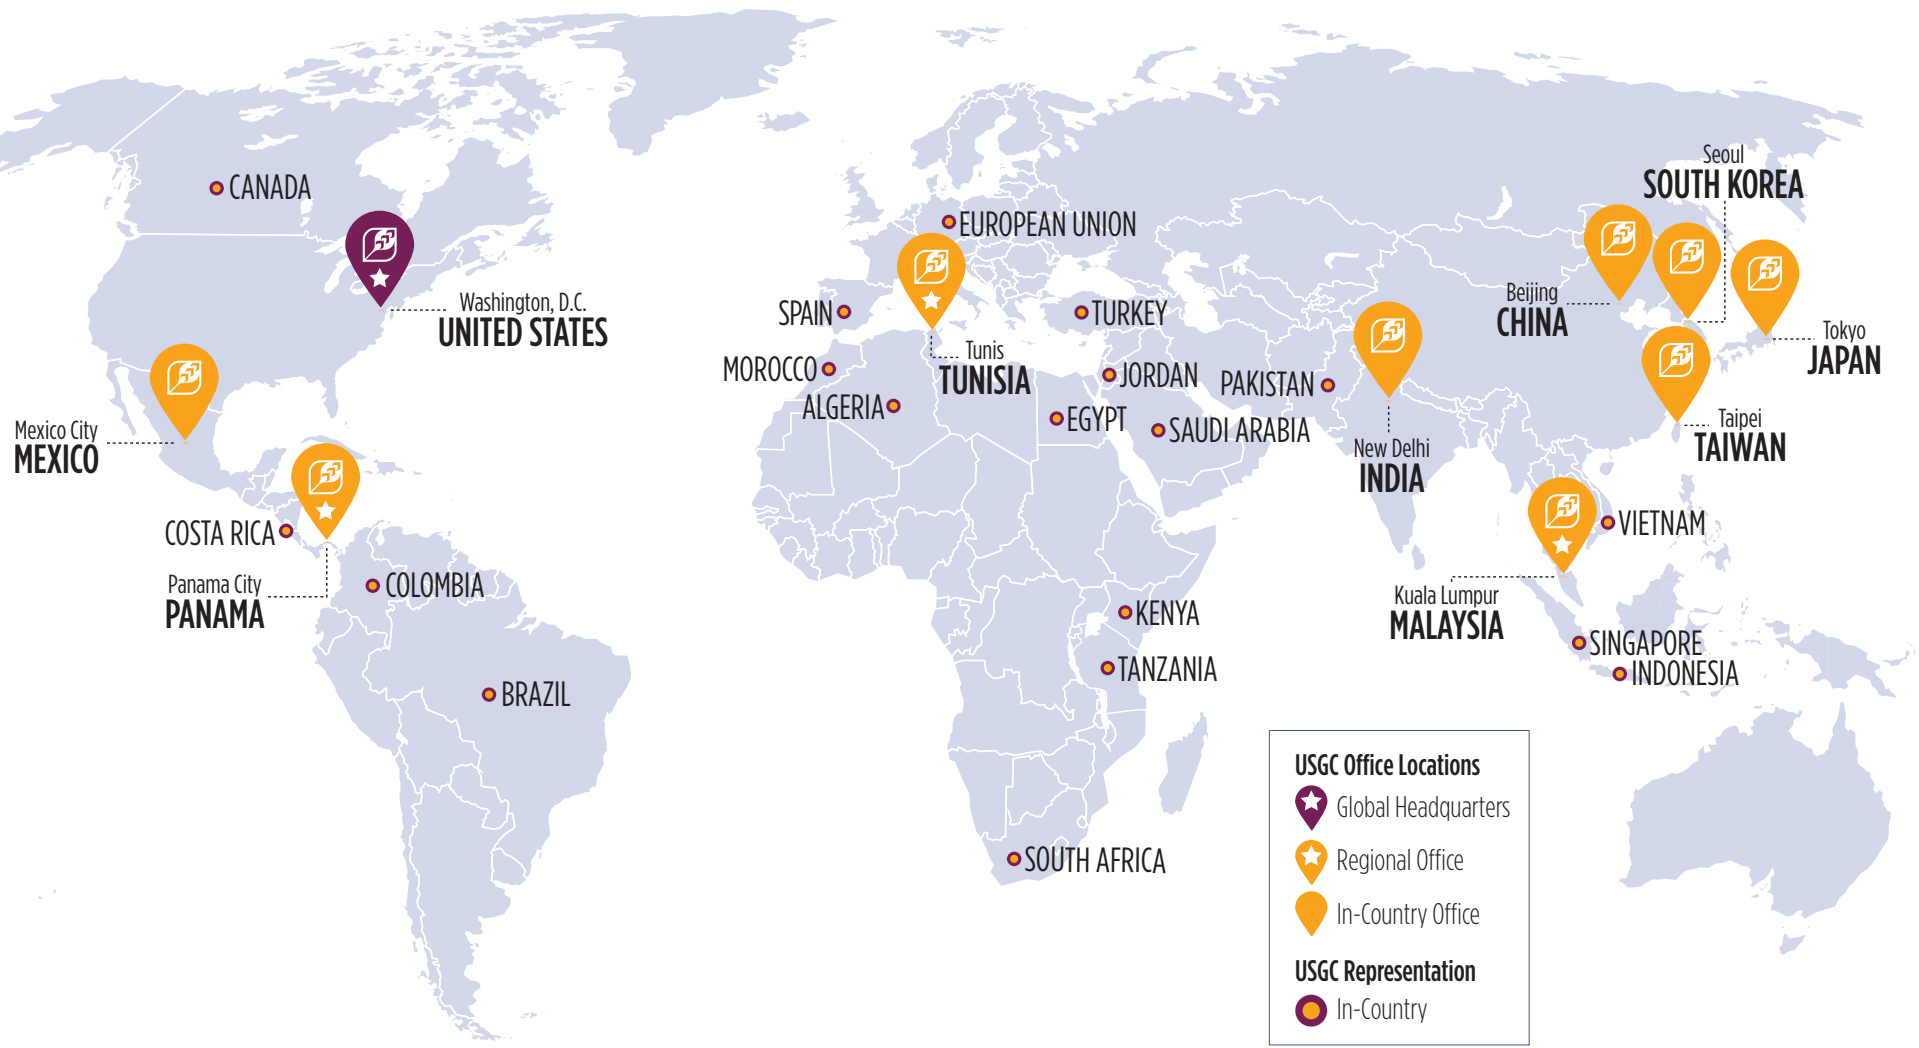 CANADA
Washington, D.C.
UNITED STATES
Mexico City
MEXICO
COSTA RICA
Panama City
PANAMA
COLOMBIA
BRAZIL
EUROPEAN UNION
SPAIN
TURKEY
Tunis
TUNISIA
MOROCCO
ALGERIA
JORDAN
EGYPT
SAUDI ARABIA
PAKISTAN
KENYA
TANZANIA
SOUTH AFRICA
New Delhi
INDIA
Seoul
SOUTH KOREA
Beijing
CHINA
Tokyo
JAPAN
Taipei
TAIWAN
VIETNAM
Kuala Lumpur
MALAYSIA
SINGAPORE
INDONESIA
USGC Office Locations
Global Headquarters
Regional Office
In-Country Office
USGC Representation
In-Country